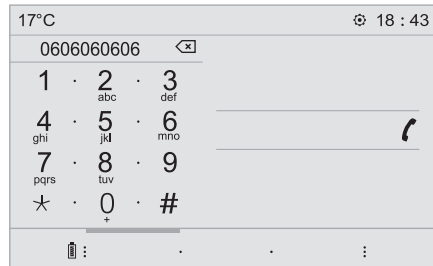 17°C 18 : 43
0606060606
1 · 2 · 3
abc def
4 · 5 · 6
ghi jkl mno
7 · 8 · 9
pqrs tuv
* · 0 · #
+